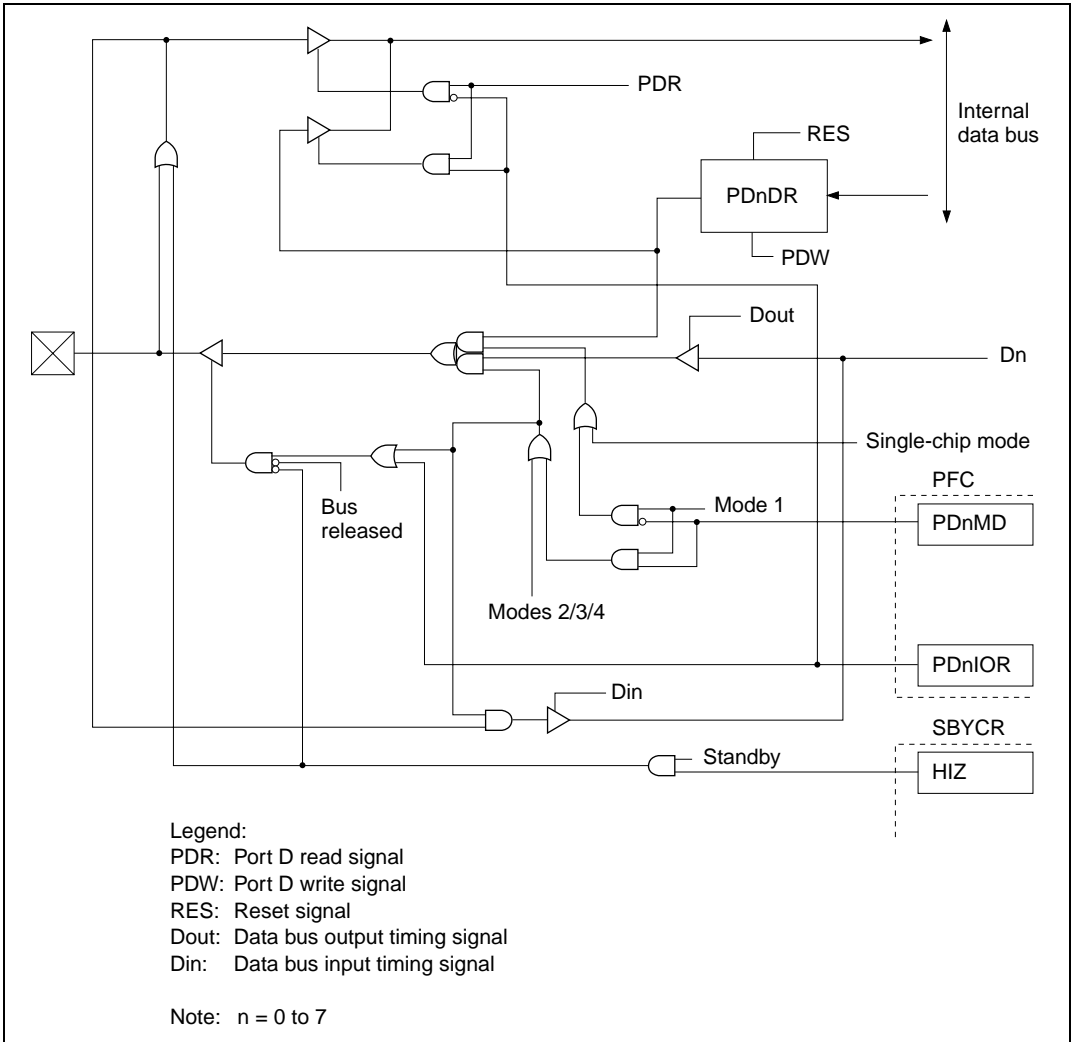 PDR
Internal
data bus
RES
PDnDR
PDW
Dout
Dn
Single-chip mode
PFC
Bus
released
Mode 1
PDnMD
Modes 2/3/4
PDnIOR
Din
SBYCR
Standby
HIZ
Legend:
PDR: Port D read signal
PDW: Port D write signal
RES: Reset signal
Dout: Data bus output timing signal
Din: Data bus input timing signal
Note: n = 0 to 7